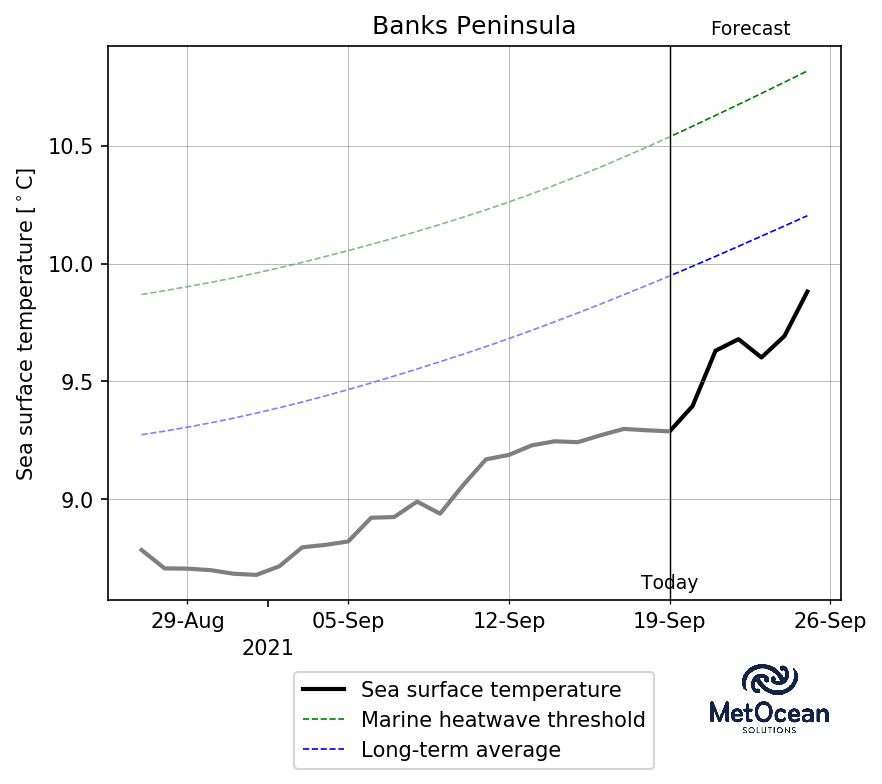 Banks Peninsula
Forecast
Sea surface temperature [°C]
10.5
10.0
9.5
9.0
Today
29-Aug 05-Sep 12-Sep 19-Sep 26-Sep
2021
Sea surface temperature
Marine heatwave threshold
Long-term average
MetOcean
SOLUTIONS